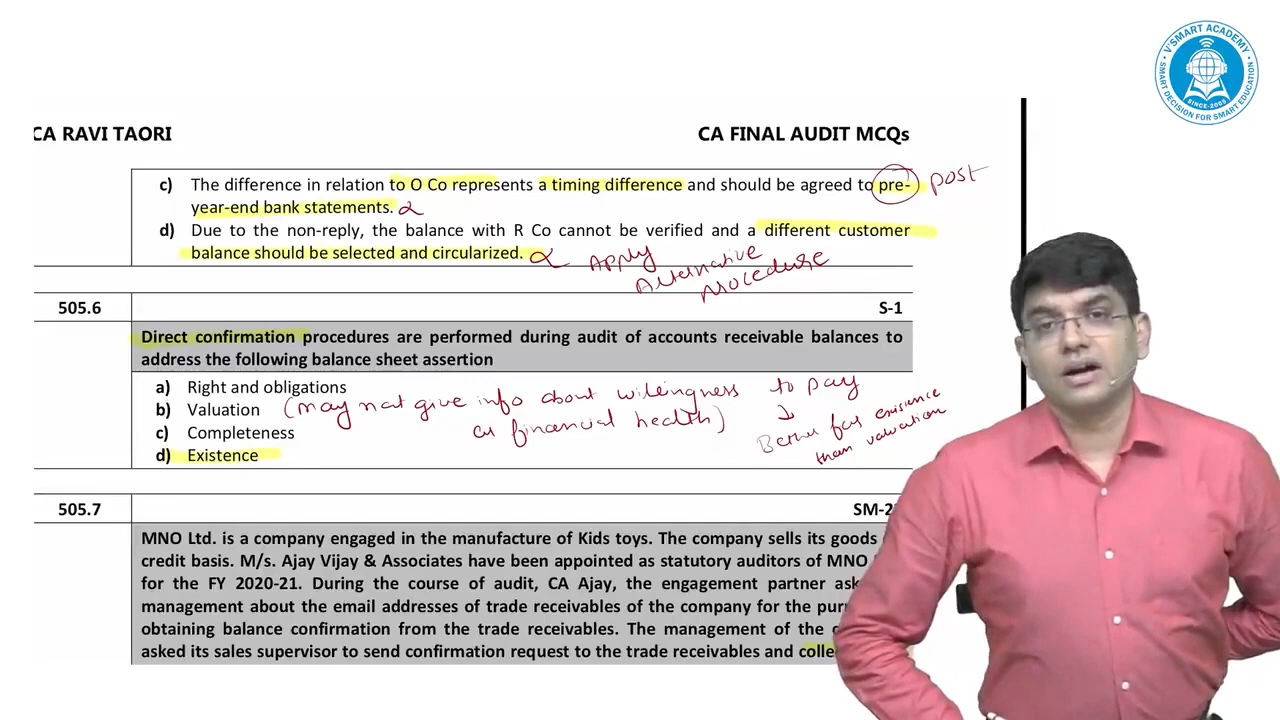 V'SMART ACADEMY
SMART DECISION FOR SMART EDUCATION
SINCE-2005
CA RAVI TAORI
CA FINAL AUDIT MCQs
c) The difference in relation to O Co represents a timing difference and should be agreed to pre- post
year-end bank statements.
d) Due to the non-reply, the balance with R Co cannot be verified and a different customer
balance should be selected and circularized. Apply
Alternative
procedure
505.6 S-1
Direct confirmation procedures are performed during audit of accounts receivable balances to
address the following balance sheet assertion
a) Right and obligations
b) Valuation (may not give info about willingness to pay
or financial health)
Better for existence
than valuation
c) Completeness
d) Existence
505.7 SM-2
MNO Ltd. is a company engaged in the manufacture of Kids toys. The company sells its goods
credit basis. M/s. Ajay Vijay & Associates have been appointed as statutory auditors of MNO
for the FY 2020-21. During the course of audit, CA Ajay, the engagement partner
management about the email addresses of trade receivables of the company for the
obtaining balance confirmation from the trade receivables. The management of the
asked its sales supervisor to send confirmation request to the trade receivables and